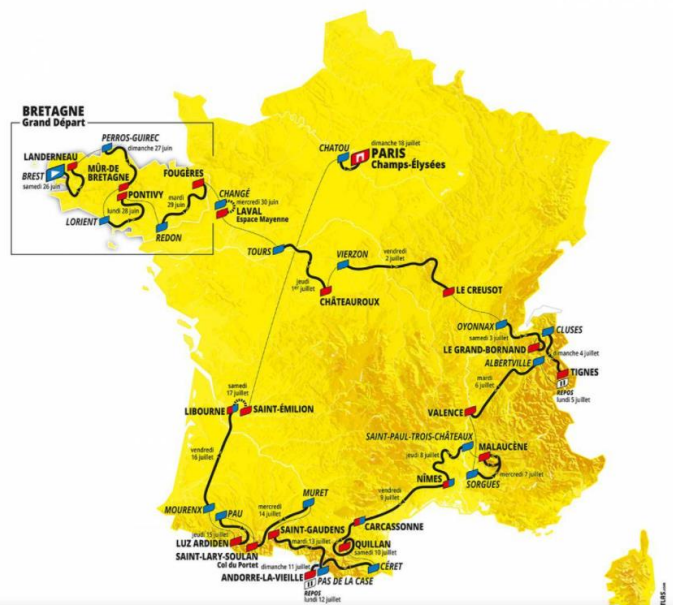 BRETAGNE
Grand Départ
PERROS-GUIREC
dimanche 27 juin
LANDERNEAU
BREST
samedi 26 juin
MÛR-DE-
BRETAGNE
PONTIVY
lundi 28 juin
LORIENT
FOUGÈRES
mardi
29 juin
REDON
CHANGÉ
mercredi 30 juin
LAVAL
Espace Mayenne
CHATOU
dimanche 18 juillet
PARIS
Champs-Élysées
TOURS
VIERZON
vendredi
2 juillet
jeudi
1er juillet
CHÂTEAUROUX
LE CREUSOT
OYONNAX
samedi 3 juillet
CLUSES
LE GRAND-BORNAND
dimanche 4 juillet
ALBERTVILLE
TIGNES
REPOS
lundi 5 juillet
mardi
6 juillet
VALENCE
samedi
17 juillet
LIBOURNE
SAINT-ÉMILION
SAINT-PAUL-TROIS-CHÂTEAUX
MALAUCÈNE
jeudi 8 juillet
mercredi 7 juillet
SORGUES
NÎMES
vendredi
16 juillet
vendredi
9 juillet
MOURENX
PAU
MURET
mercredi
14 juillet
CARCASSONNE
SAINT-GAUDENS
jeudi 15 juillet
mardi 13 juillet
LUZ ARDIDEN
QUILLAN
samedi 10 juillet
SAINT-LARY-SOULAN
Col du Portet
dimanche 11 juillet
CÉRET
ANDORRE-LA-VIEILLE
PAS DE LA CASE
REPOS
lundi 12 juillet